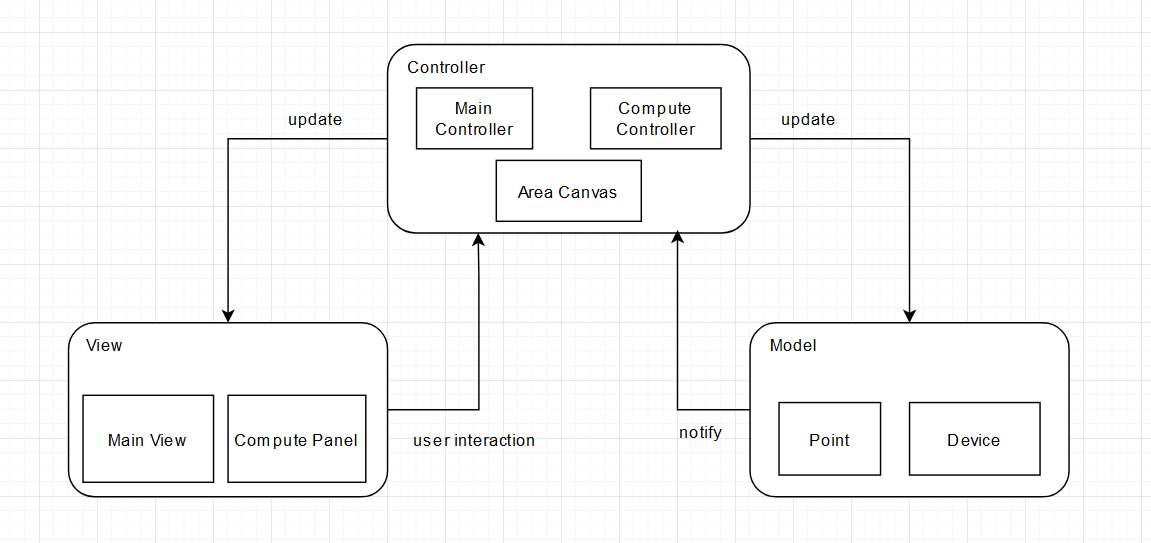 Controller
Main
Controller
Compute
Controller
Area Canvas
update
update
View
Main View
Compute Panel
user interaction
notify
Model
Point
Device